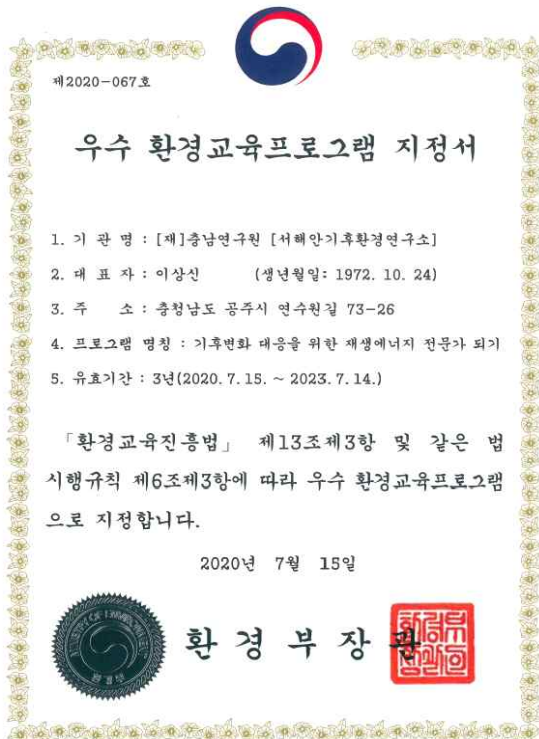 제2020-067호
우수 환경교육프로그램 지정서
1. 기 관 명 : [재]충남연구원 [서해안기후환경연구소]
2. 대 표 자 : 이상신 (생년월일: 1972. 10. 24)
3. 주 소 : 충청남도 공주시 연수원길 73-26
4. 프로그램 명칭 : 기후변화 대응을 위한 재생에너지 전문가 되기
5. 유효기간 : 3년(2020. 7. 15. ~ 2023. 7. 14.)
「환경교육진흥법」 제13조제3항 및 같은 법
시행규칙 제6조제3항에 따라 우수 환경교육프로그램
으로 지정합니다.
2020년 7월 15일
환 경 부 장 관